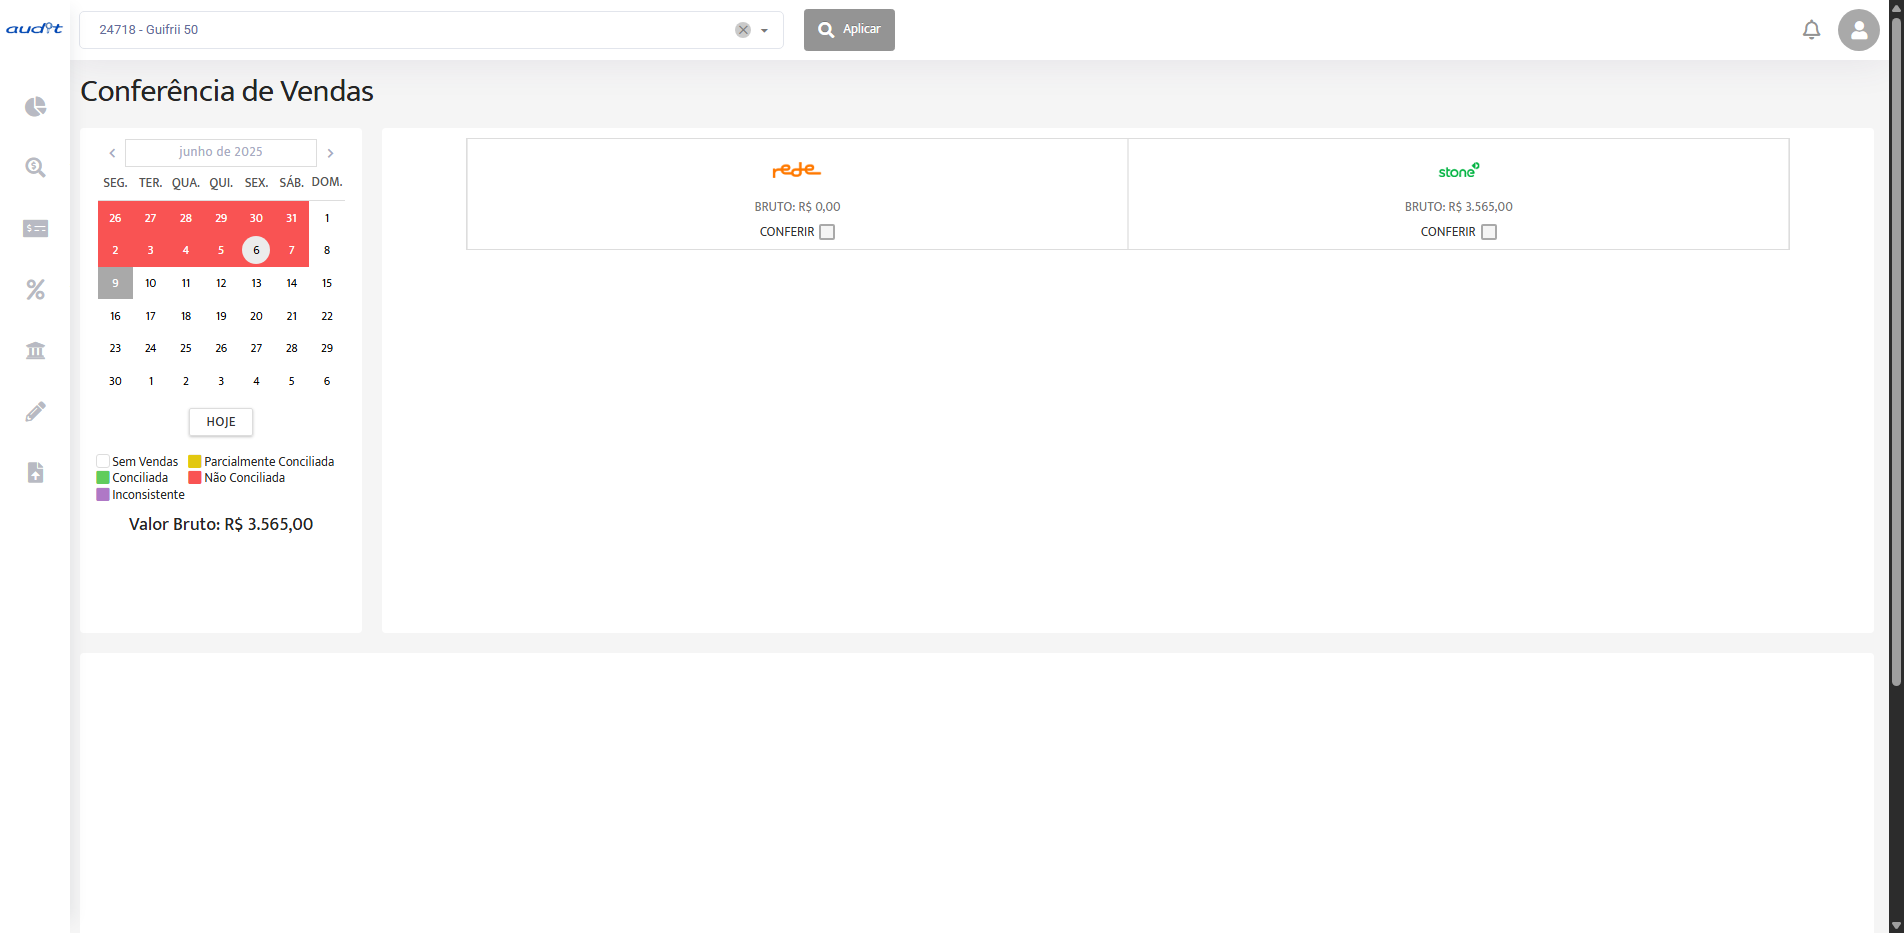 audit
24718 - Guifrii 50
Aplicar
Conferência de Vendas
junho de 2025
SEG. TER. QUA. QUI. SEX. SÁB. DOM.
26 27 28 29 30 31 1
2 3 4 5 6 7 8
9 10 11 12 13 14 15
16 17 18 19 20 21 22
23 24 25 26 27 28 29
30 1 2 3 4 5 6
HOJE
Sem Vendas Parcialmente Conciliada
Conciliada Não Conciliada
Inconsistente
Valor Bruto: R$ 3.565,00
rede
BRUTO: R$ 0,00
CONFERIR
stone
BRUTO: R$ 3.565,00
CONFERIR